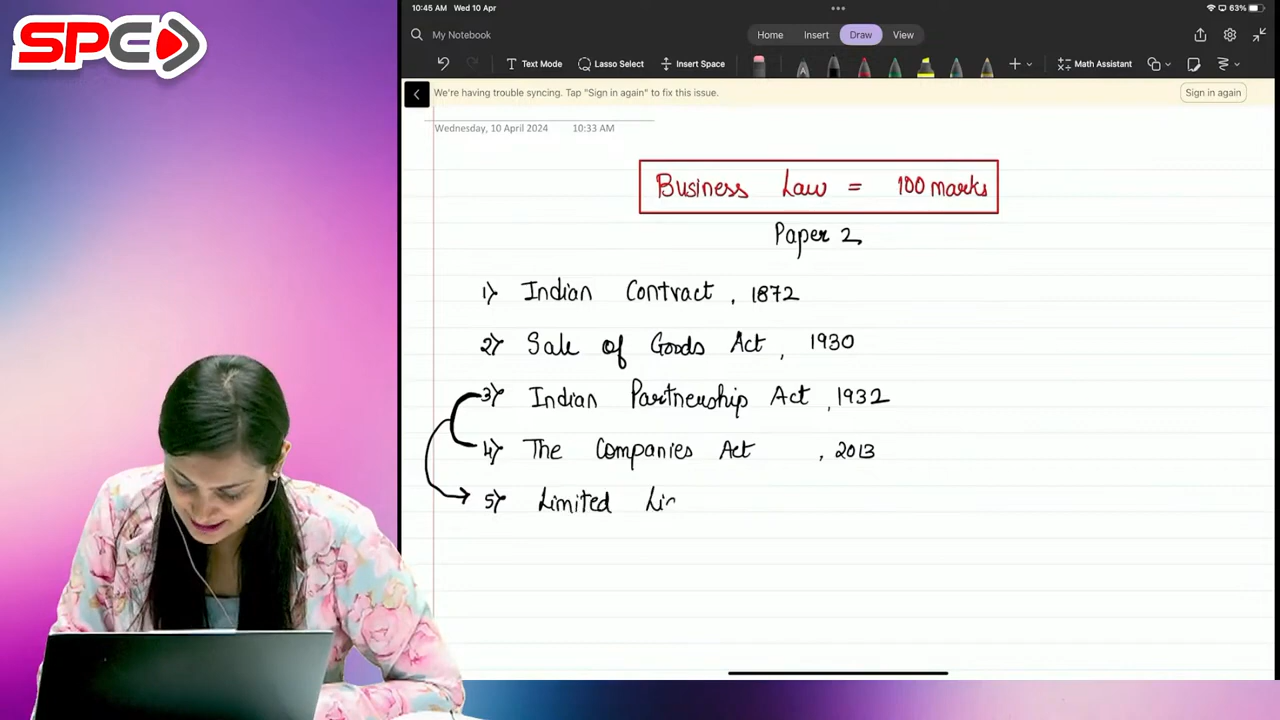 SPC
10:45 AM Wed 10 Apr
63%
My Notebook
Home Insert Draw View
Text Mode Lasso Select Insert Space Math Assistant
We're having trouble syncing. Tap "Sign in again" to fix this issue. Sign in again
Wednesday, 10 April 2024 10:33 AM
Business Law = 100 marks
Paper 2
1) Indian Contract, 1872
2) Sale of Goods Act, 1930
3) Indian Partnership Act, 1932
4) The Companies Act, 2013
5) Limited Li